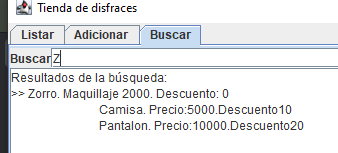 Tienda de disfraces
Listar Adicionar Buscar
Buscar Z
Resultados de la búsqueda:
>> Zorro. Maquillaje 2000. Descuento: 0
Camisa. Precio:5000.Descuento10
Pantalon. Precio:10000.Descuento20